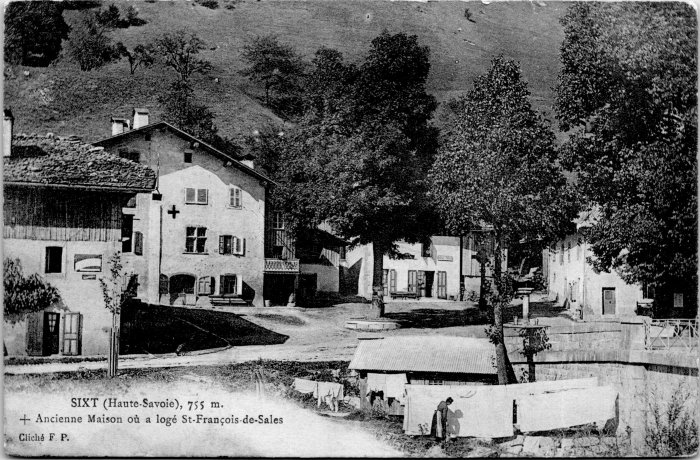 SIXT (Haute-Savoie), 755 m.
+ Ancienne Maison où a logé St-François-de-Sales
Cliché F. P.